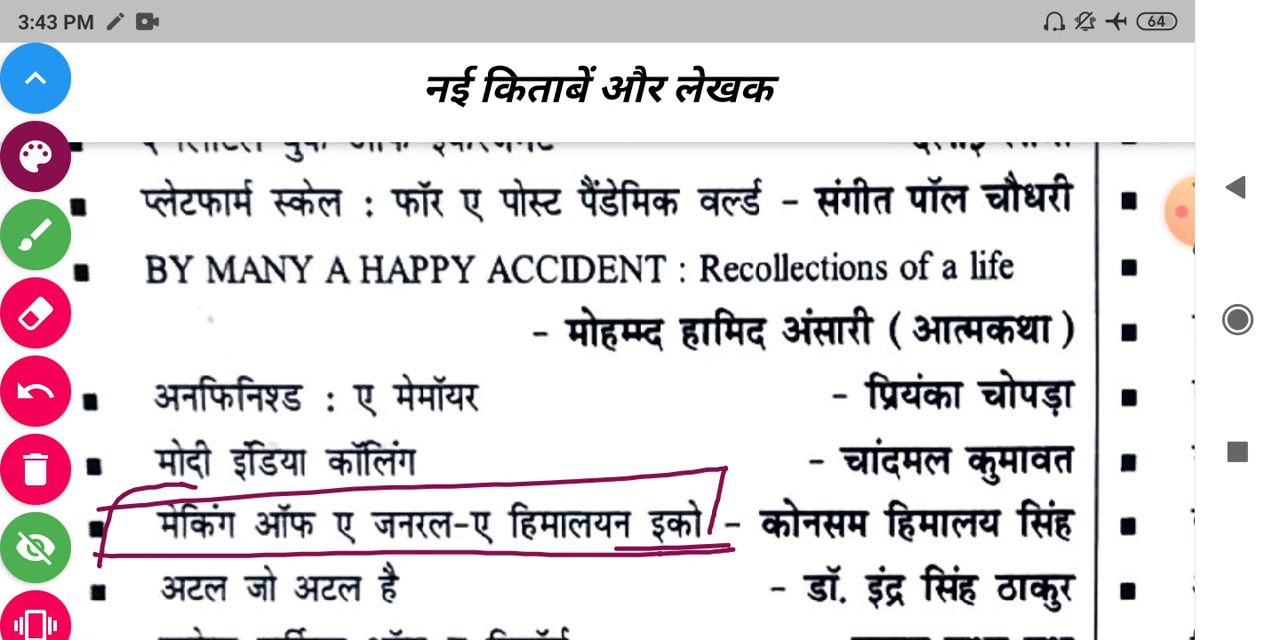 3:43 PM
64
नई किताबें और लेखक
प्लेटफार्म स्केल : फॉर ए पोस्ट पैंडेमिक वर्ल्ड - संगीत पॉल चौधरी
BY MANY A HAPPY ACCIDENT : Recollections of a life
- मोहम्म्द हामिद अंसारी ( आत्मकथा )
अनफिनिश्ड : ए मेमॉयर - प्रियंका चोपड़ा
मोदी इंडिया कॉलिंग - चांदमल कुमावत
मेकिंग ऑफ ए जनरल-ए हिमालयन इको - कोनसम हिमालय सिंह
अटल जो अटल है - डॉ. इंद्र सिंह ठाकुर